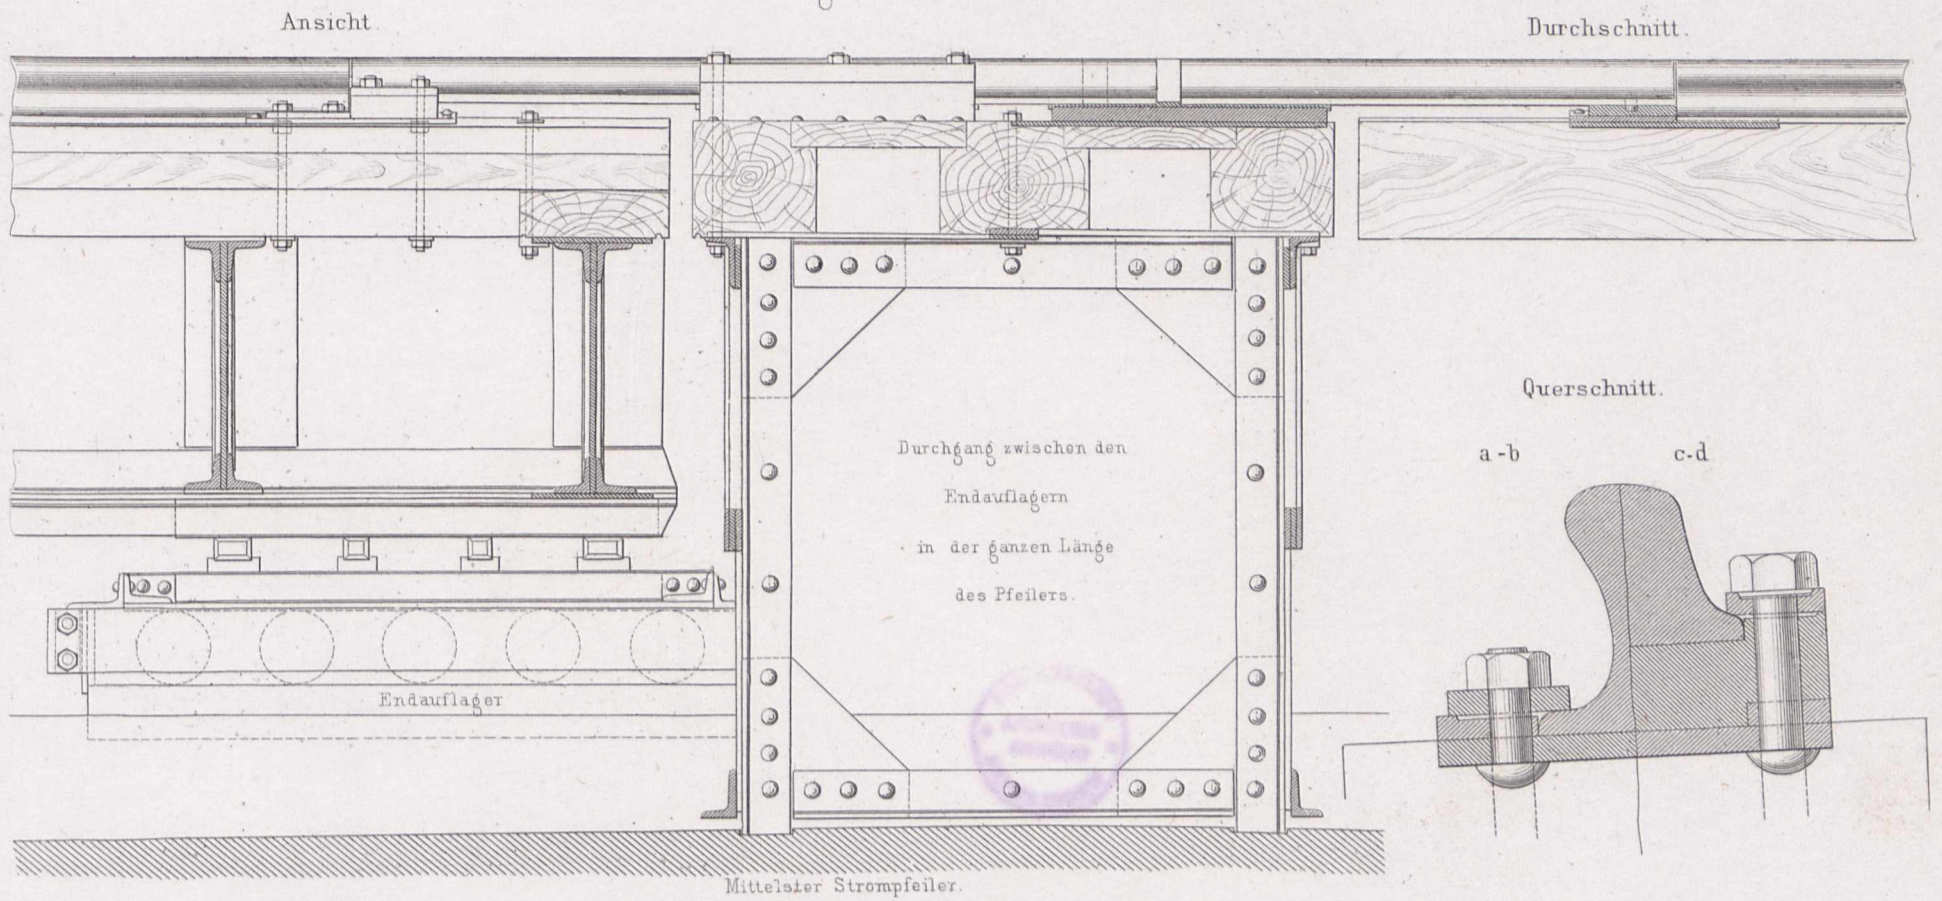 Ansicht.
Durchschnitt.
Querschnitt.
a-b
c-d
Durchgang zwischen den
Endauflagern
in der ganzen Länge
des Pfeilers.
Endauflager
Mittelster Strompfeiler.